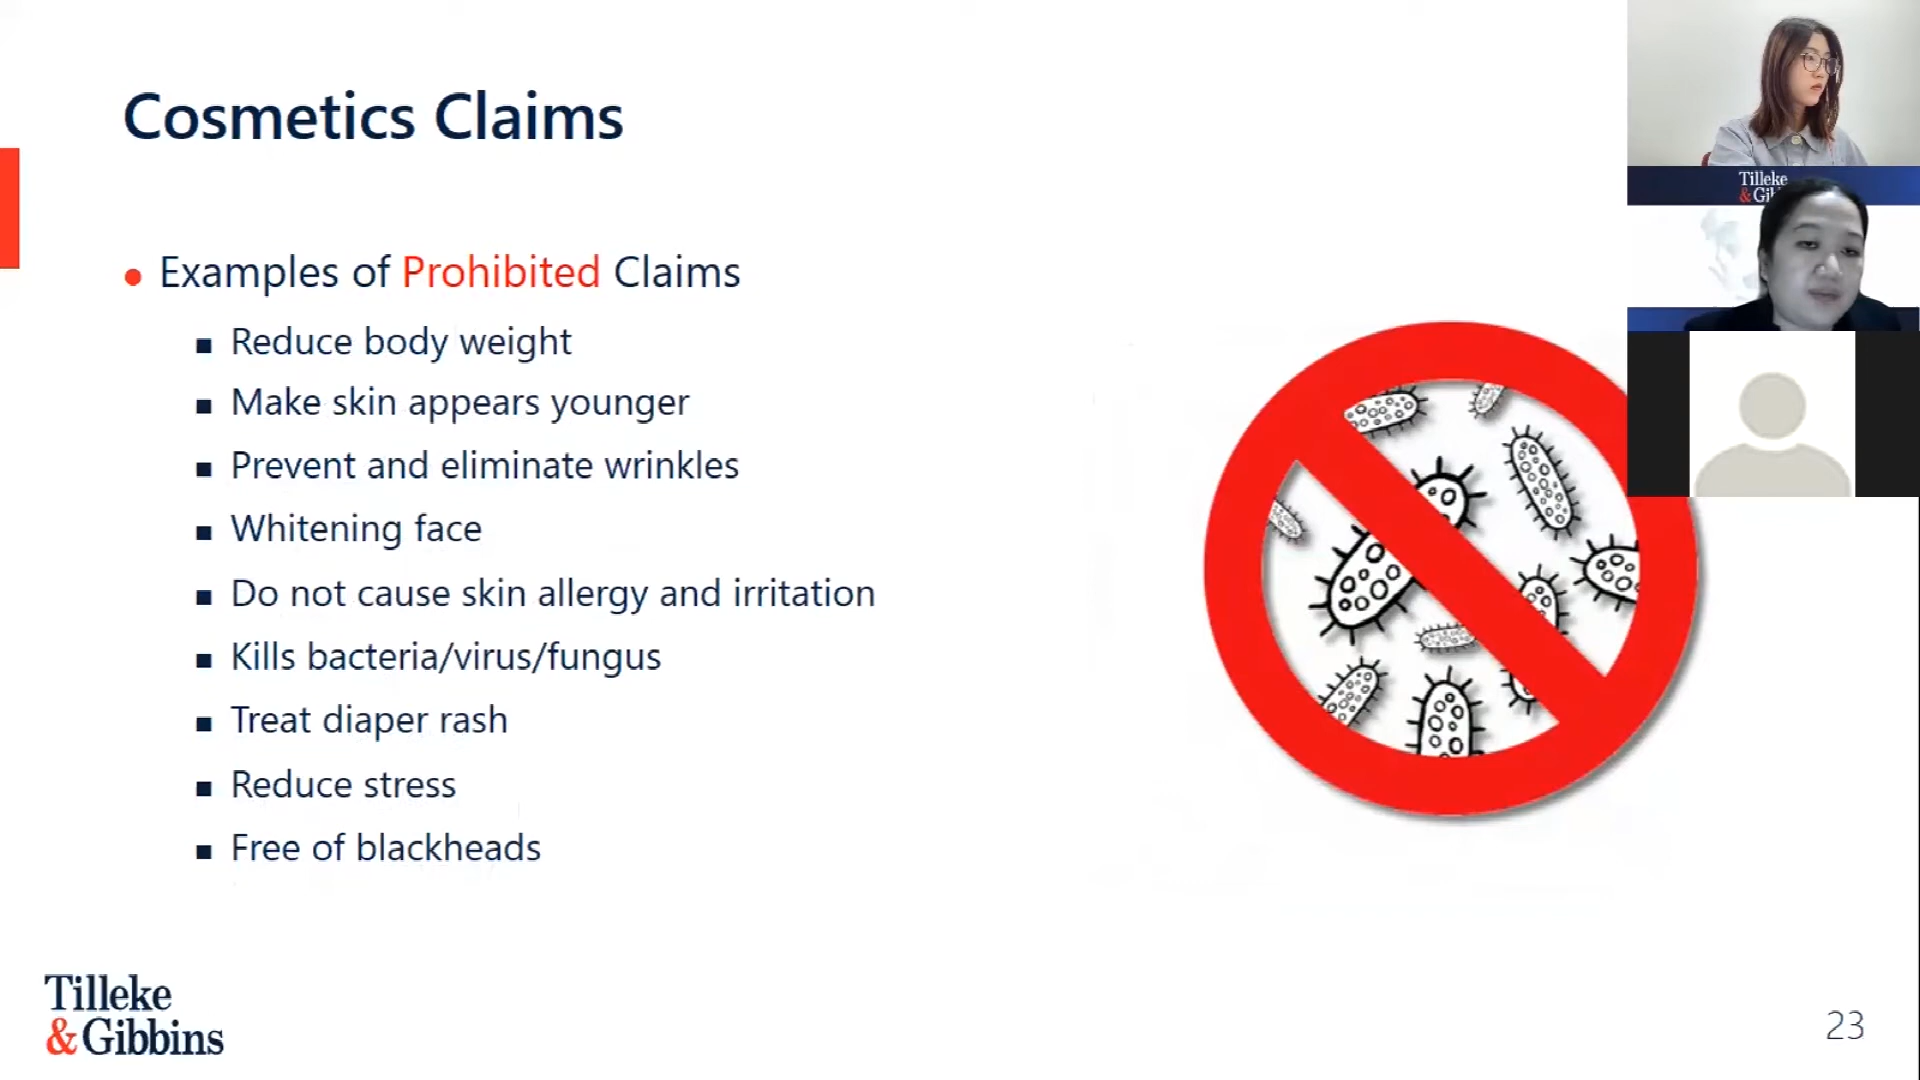 Cosmetics Claims
Examples of Prohibited Claims
Reduce body weight
Make skin appears younger
Prevent and eliminate wrinkles
Whitening face
Do not cause skin allergy and irritation
Kills bacteria/virus/fungus
Treat diaper rash
Reduce stress
Free of blackheads
Tilleke
& Gibbins
23
Tilleke